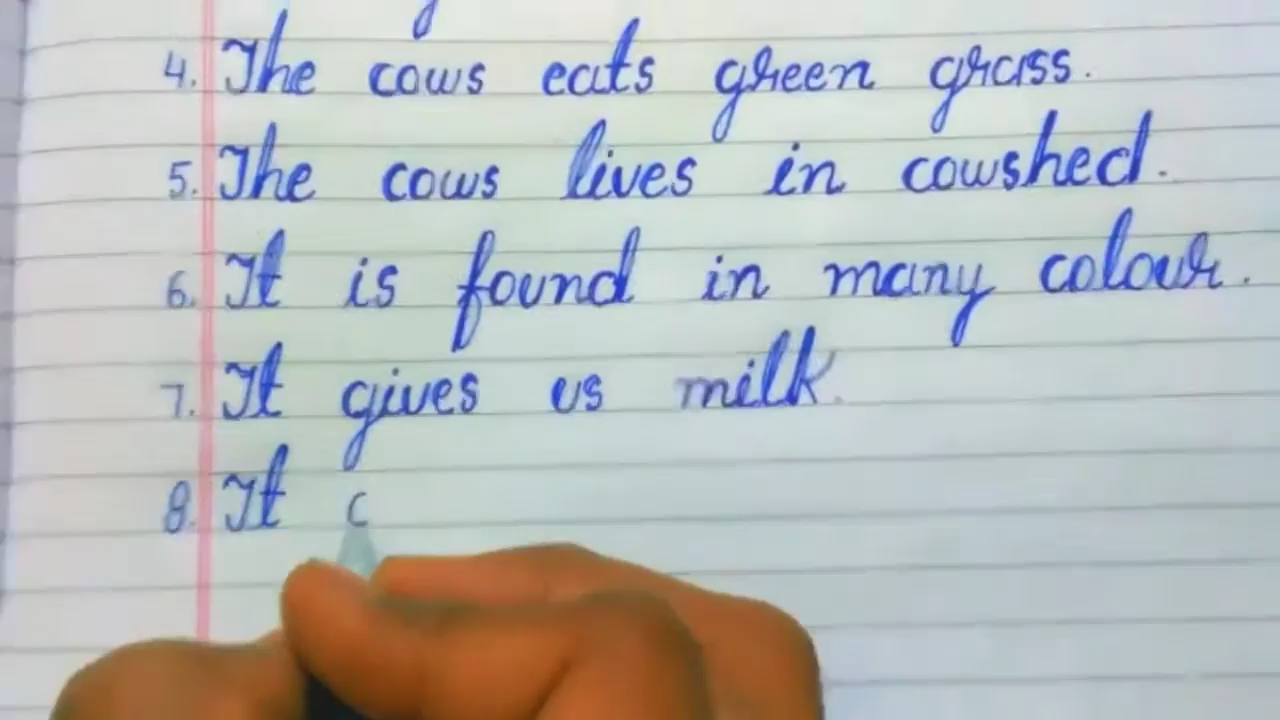 4. The cows eats green grass.
5. The cows lives in cowshed.
6. It is found in many colour.
7. It gives us milk.
8. It